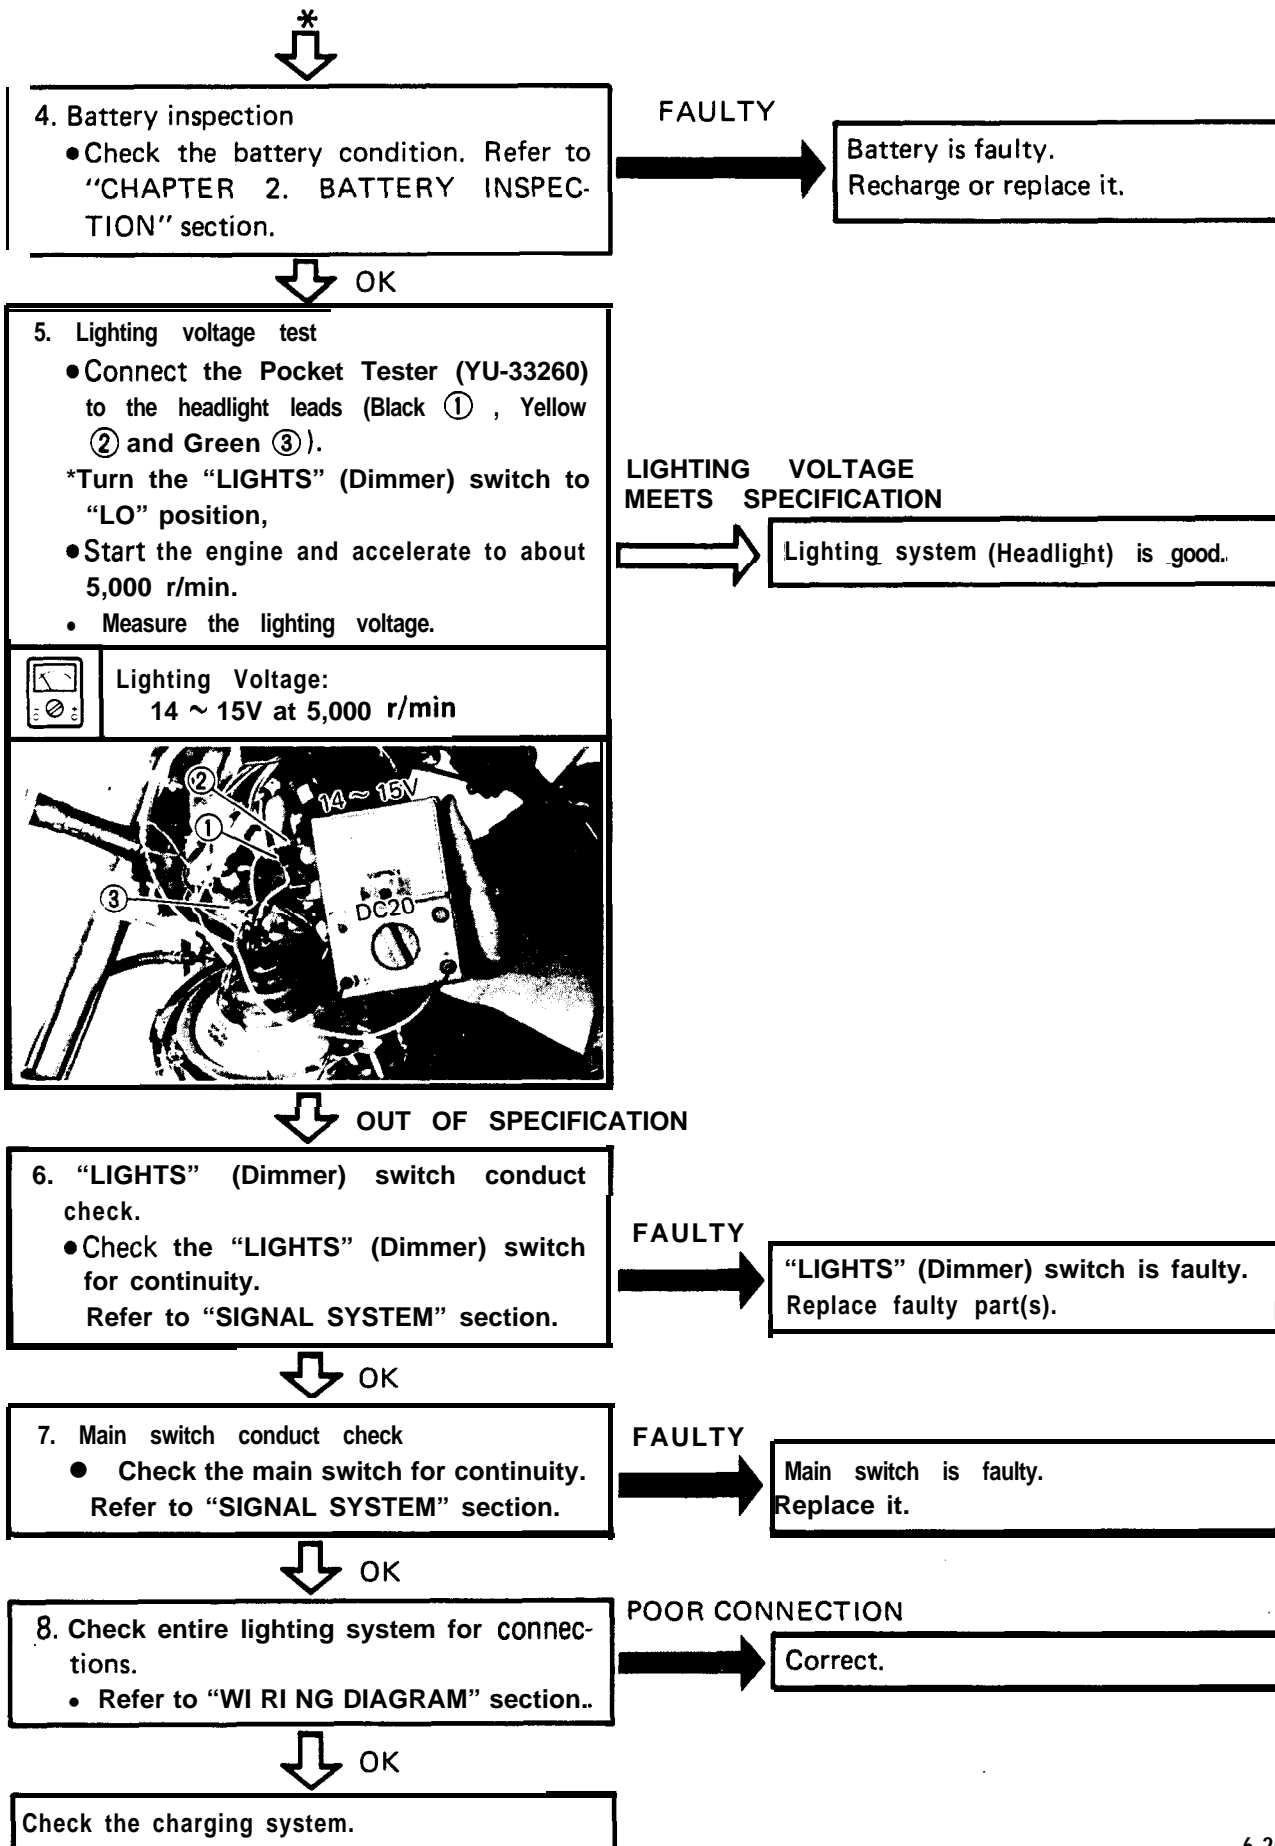 *
4. Battery inspection
●Check the battery condition. Refer to
"CHAPTER 2. BATTERY INSPEC-
TION" section.
FAULTY
Battery is faulty.
Recharge or replace it.
OK
5. Lighting voltage test
●Connect the Pocket Tester (YU-33260)
to the headlight leads (Black ① , Yellow
② and Green ③).
*Turn the “LIGHTS” (Dimmer) switch to
“LO” position,
●Start the engine and accelerate to about
5,000 r/min.
• Measure the lighting voltage.
LIGHTING VOLTAGE
MEETS SPECIFICATION
Lighting system (Headlight) is good.
Lighting Voltage:
14 ~ 15V at 5,000 r/min
②
14 ~ 15V
①
③
DC20
OUT OF SPECIFICATION
6. “LIGHTS” (Dimmer) switch conduct
check.
●Check the “LIGHTS” (Dimmer) switch
for continuity.
Refer to “SIGNAL SYSTEM” section.
FAULTY
“LIGHTS” (Dimmer) switch is faulty.
Replace faulty part(s).
OK
7. Main switch conduct check
● Check the main switch for continuity.
Refer to “SIGNAL SYSTEM” section.
FAULTY
Main switch is faulty.
Replace it.
OK
8. Check entire lighting system for connec-
tions.
• Refer to “WI RI NG DIAGRAM” section..
POOR CONNECTION
Correct.
OK
Check the charging system.